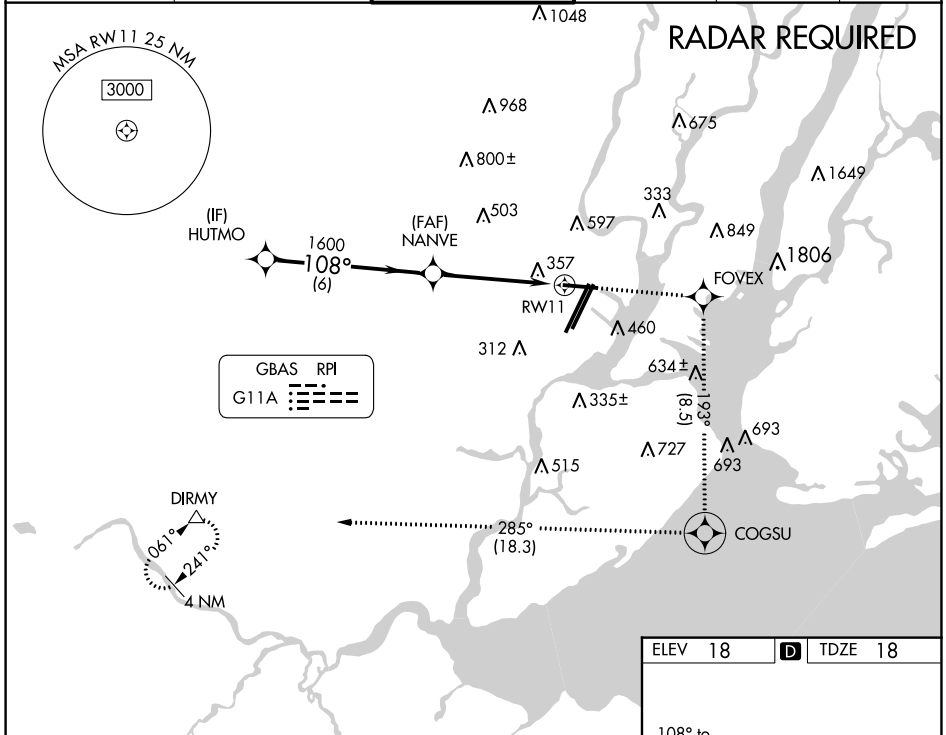 1048
RADAR REQUIRED
MSA RW11 25 NM
3000
968
675
800±
1649
333
503
597
849
(IF)
HUTMO
(FAF)
NANVE
1600
108°
(6)
357
1806
FOVEX
RW11
460
312
GBAS RPI
G11A
634±
193°
(8.5)
335±
693
727
693
515
DIRMY
061°
241°
4 NM
285°
(18.3)
COGSU
ELEV 18 D TDZE 18
108° to